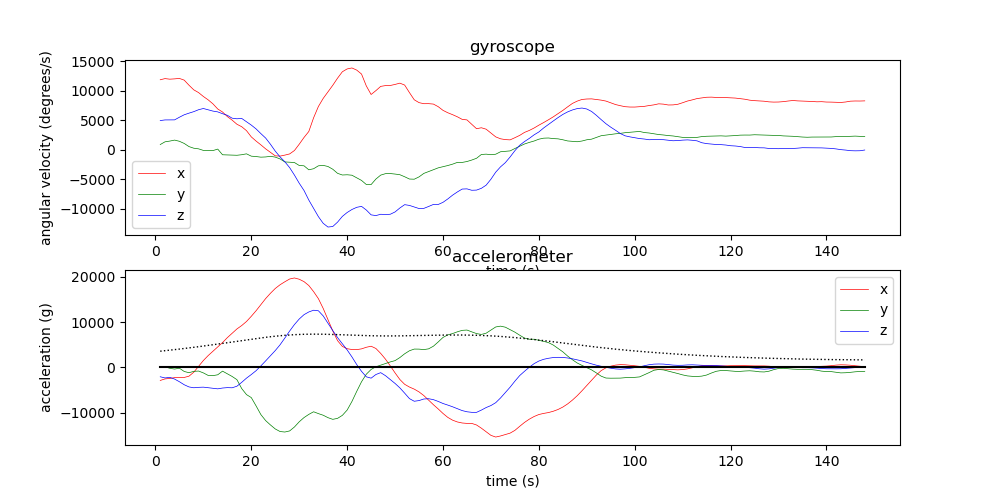 gyroscope
angular velocity (degrees/s)
15000
10000
5000
0
−5000
−10000
x
y
z
0 20 40 60 80 100 120 140
time (s)
accelerometer
acceleration (g)
20000
10000
0
−10000
x
y
z
0 20 40 60 80 100 120 140
time (s)